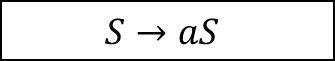 S → aS